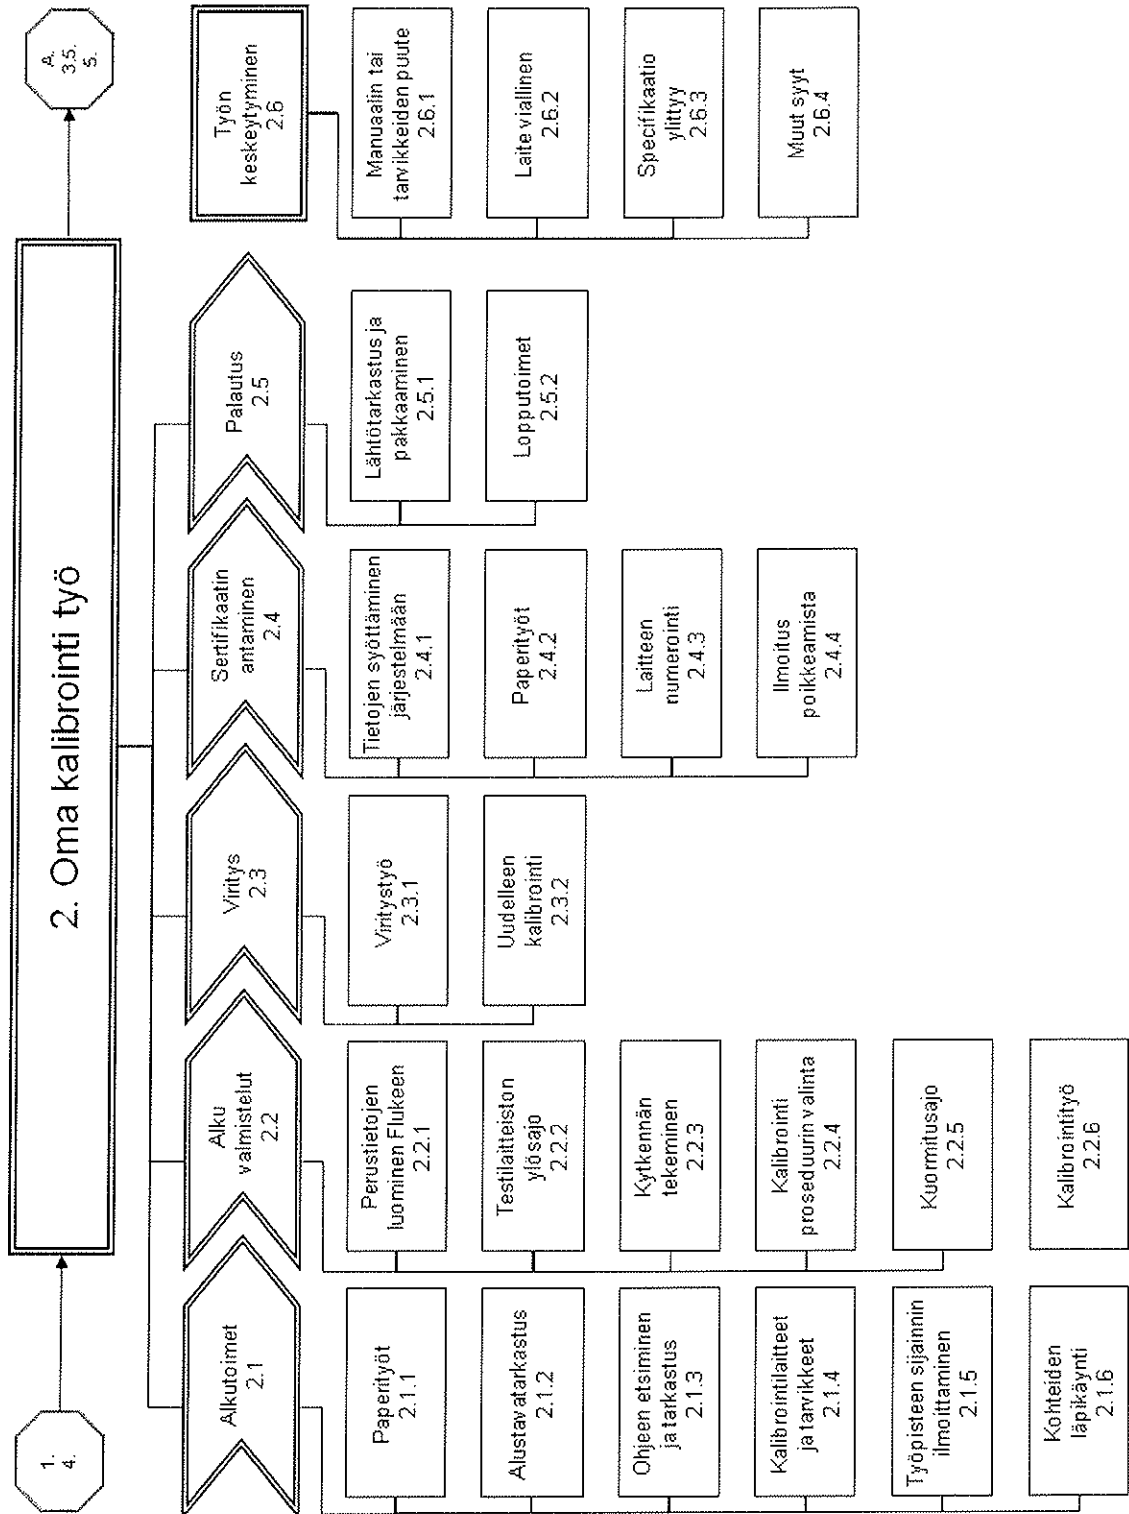 1.
4.
2. Oma kalibrointi työ
A.
3.5.
5.
Alkutoimet
2.1
Paperityöt
2.1.1
Alustavatarkastus
2.1.2
Ohjeen etsiminen
ja tarkastus
2.1.3
Kalibrointilaitteet
ja tarvikkeet
2.1.4
Työpisteen sijainnin
ilmoittaminen
2.1.5
Kohteiden
läpikäynti
2.1.6
Alku
valmistelut
2.2
Perustietojen
luominen Flukeen
2.2.1
Testilaitteiston
ylösajo
2.2.2
Kytkennän
tekeminen
2.2.3
Kalibrointi
proseduurin valinta
2.2.4
Kuormitusajo
2.2.5
Kalibrointityö
2.2.6
Viritys
2.3
Viritystyö
2.3.1
Uudelleen
kalibrointi
2.3.2
Sertifikaatin
antaminen
2.4
Tietojen syöttäminen
järjestelmään
2.4.1
Paperityöt
2.4.2
Laitteen
numerointi
2.4.3
Ilmoitus
poikkeamista
2.4.4
Palautus
2.5
Lähtötarkastus ja
pakkaaminen
2.5.1
Lopputoimet
2.5.2
Työn
keskeytyminen
2.6
Manuaalin tai
tarvikkeiden puute
2.6.1
Laite viallinen
2.6.2
Specifikaatio
ylittyy
2.6.3
Muut syyt
2.6.4